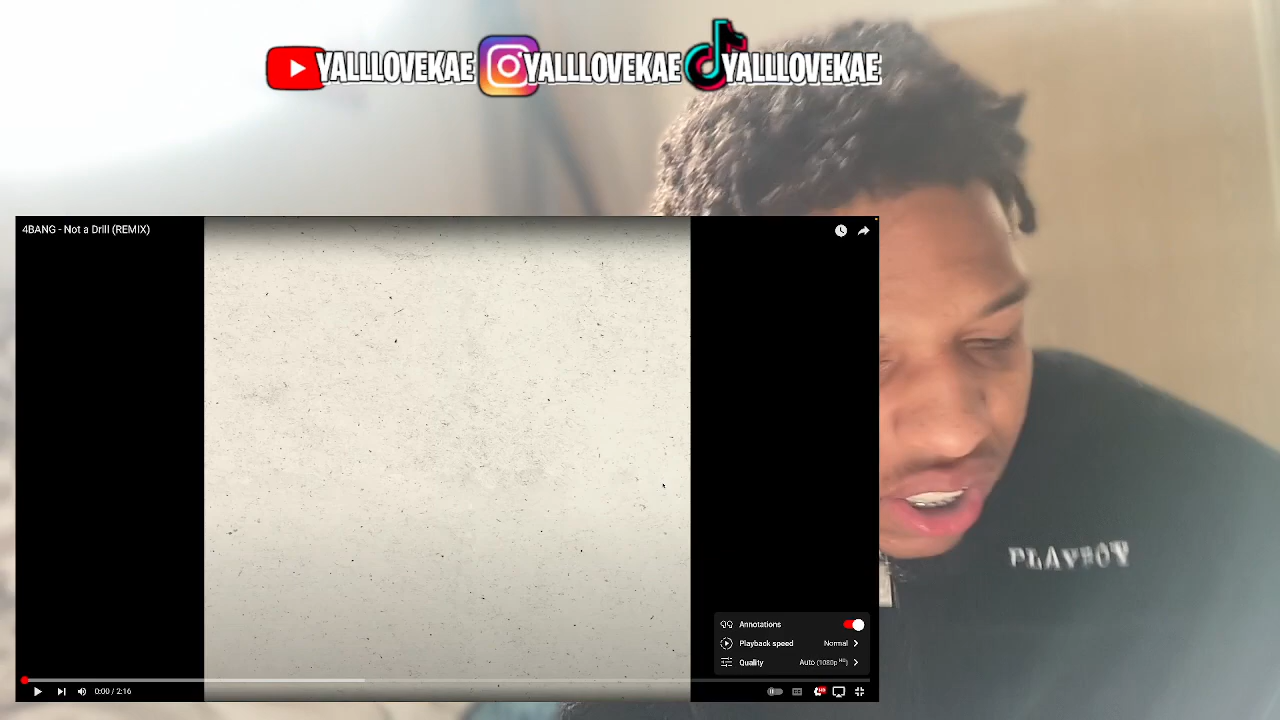 YALLLOVEKAE YALLLOVEKAE YALLLOVEKAE
4BANG - Not a Drill (REMIX)
PLAYBOY
Annotations
Playback speed Normal
Quality Auto (1080p HD)
0:00 / 2:16